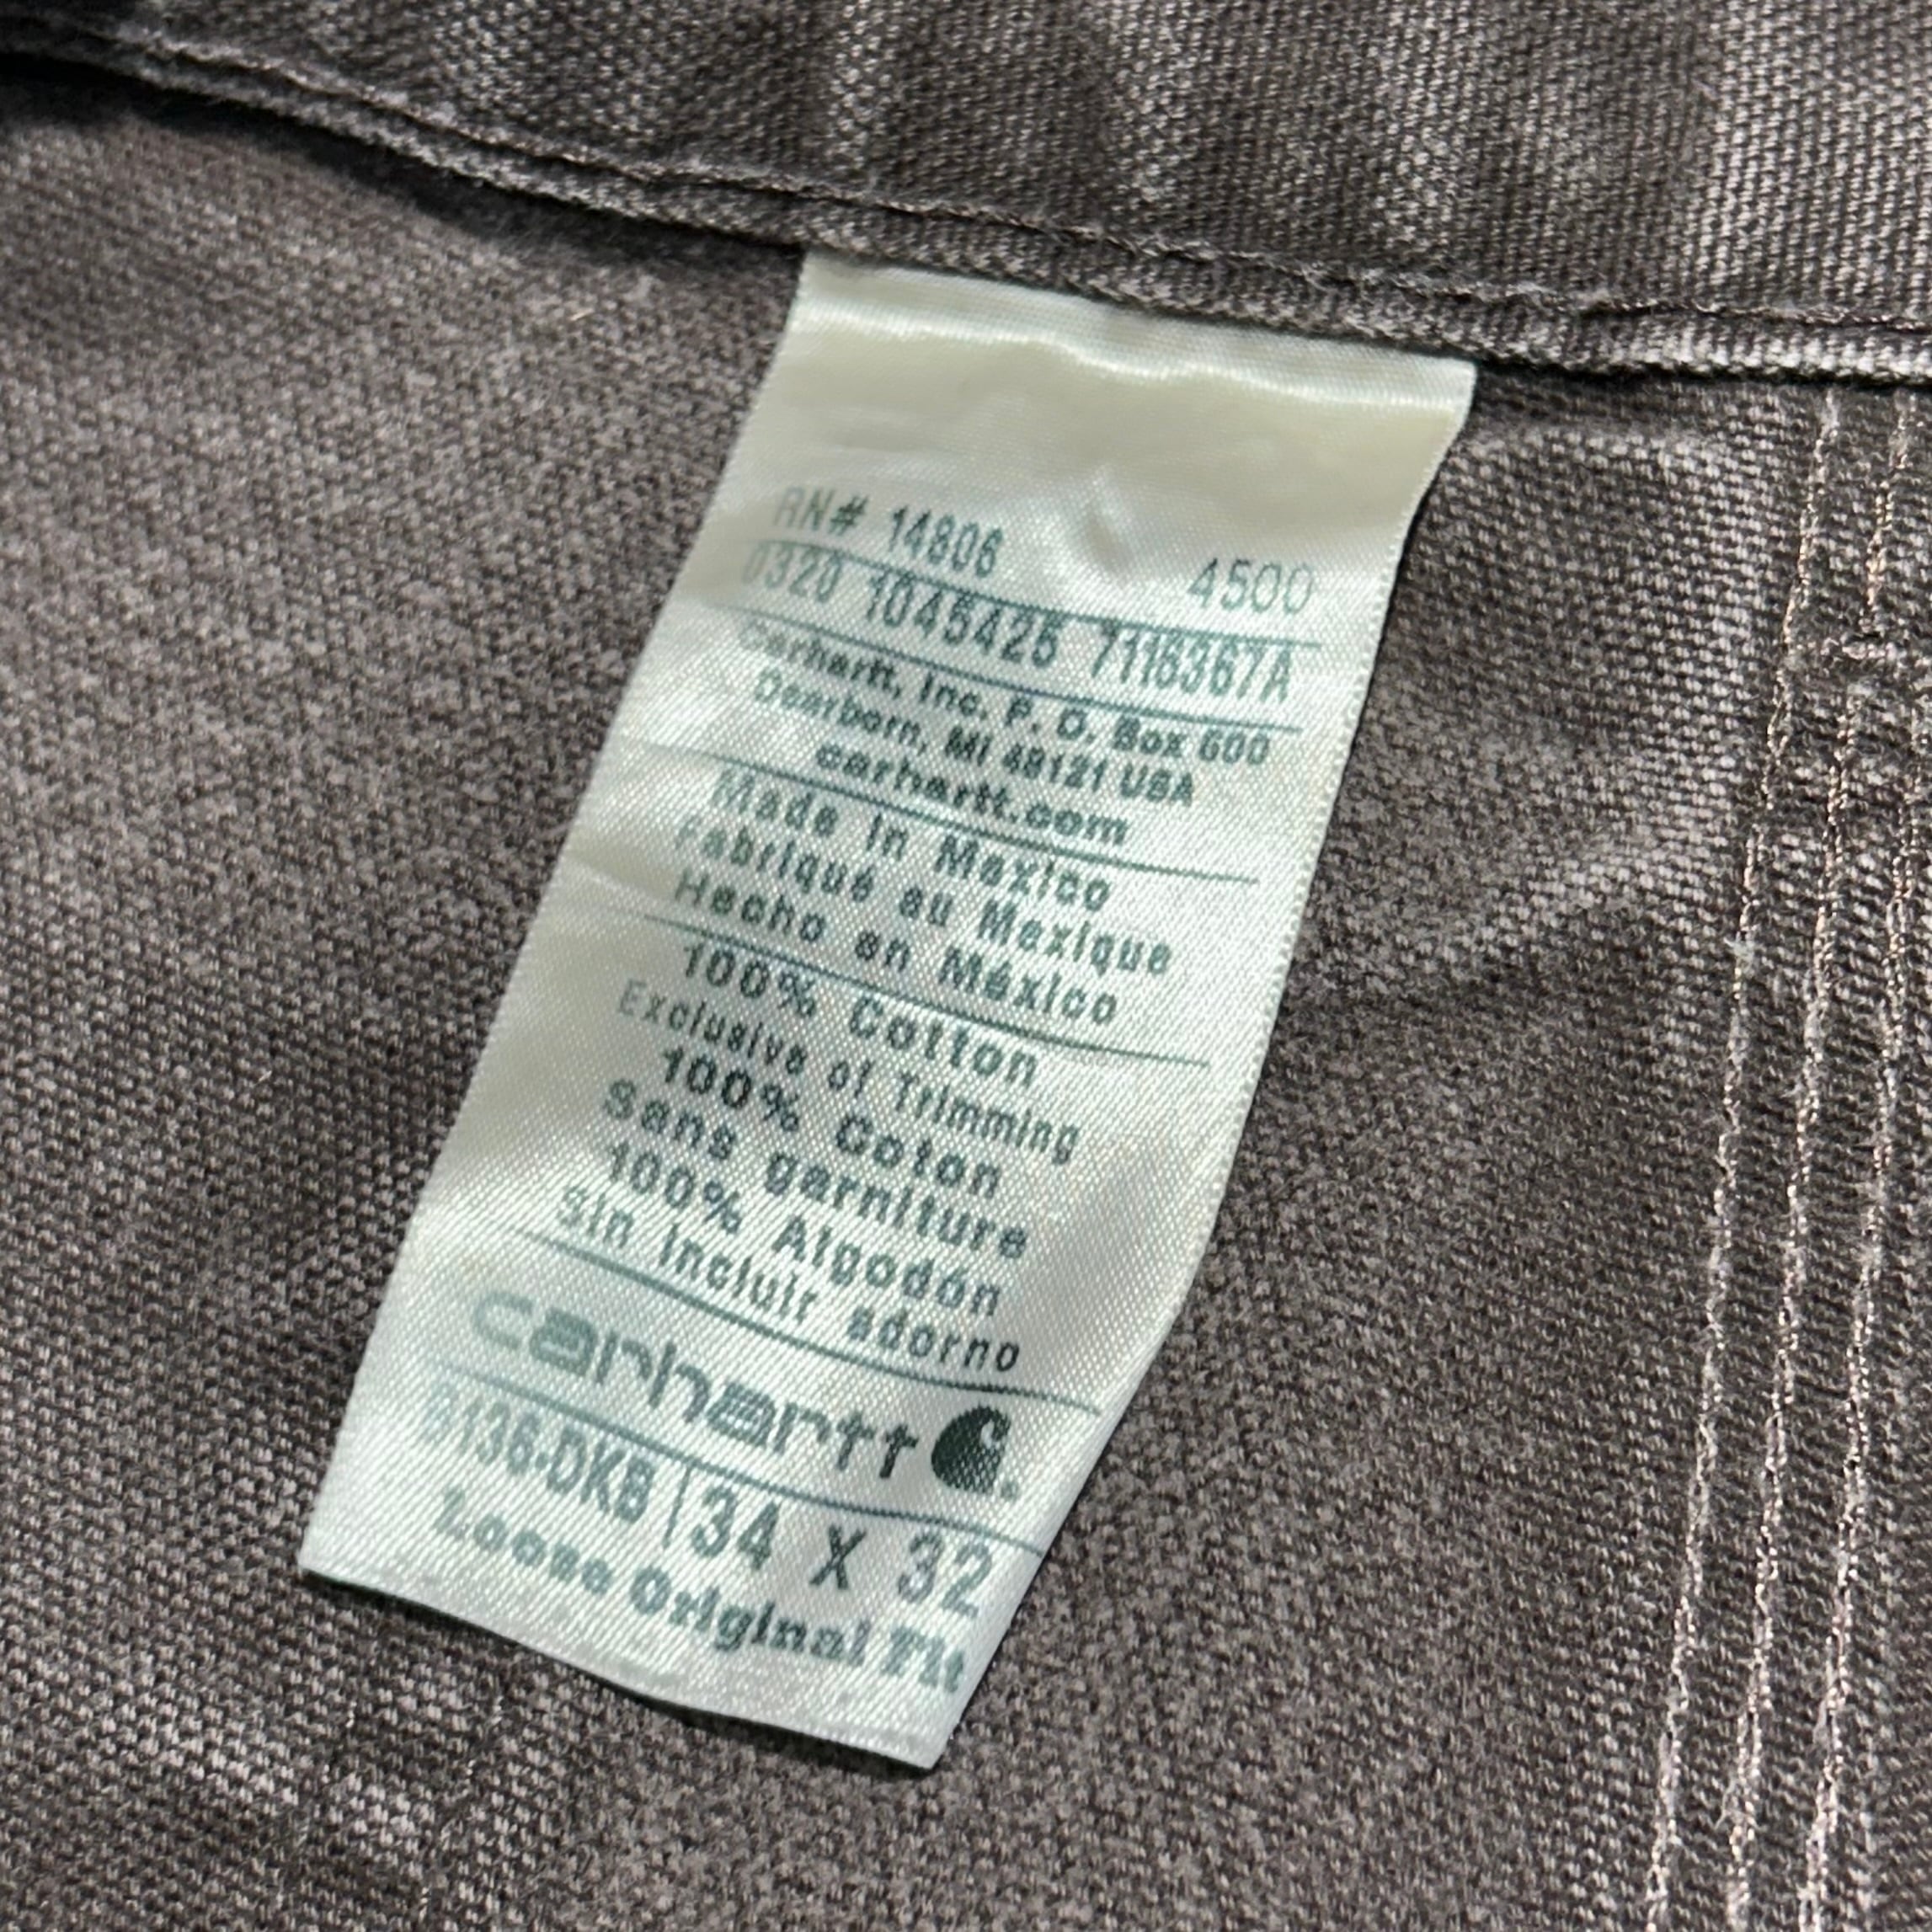 RN# 14806 4500
0320 1045425 7116367A
Carhartt, Inc. P. O. Box 600
Dearborn, MI 48121 USA
carhartt.com
Made in Mexico
Fabriqué au Mexique
Hecho en México
100% Cotton
Exclusive of Trimming
100% Coton
Sans garniture
100% Algodón
Sin incluir adorno
carhartt
B136-DKB | 34 X 32
Loose Original Fit